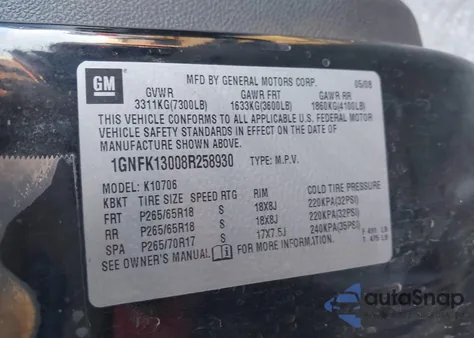 GM
MFD BY GENERAL MOTORS CORP. 05/08
GVWR GAWR FRT GAWR RR
3311KG(7300LB) 1633KG(3600LB) 1860KG(4100LB)
THIS VEHICLE CONFORMS TO ALL APPLICABLE U.S. FEDERAL MOTOR
VEHICLE SAFETY STANDARDS IN EFFECT ON THE DATE OF
MANUFACTURE SHOWN ABOVE.
1GNFK13008R258930 TYPE: M.P.V.
MODEL: K10706
KBKT TIRE SIZE SPEED RTG RIM COLD TIRE PRESSURE
FRT P265/65R18 S 18X8J 220KPA(32PSI)
RR P265/65R18 S 18X8J 220KPA(32PSI)
SPA P265/70R17 S 17X7.5J 240KPA(35PSI)
SEE OWNER'S MANUAL FOR MORE INFORMATION.
autoSnap